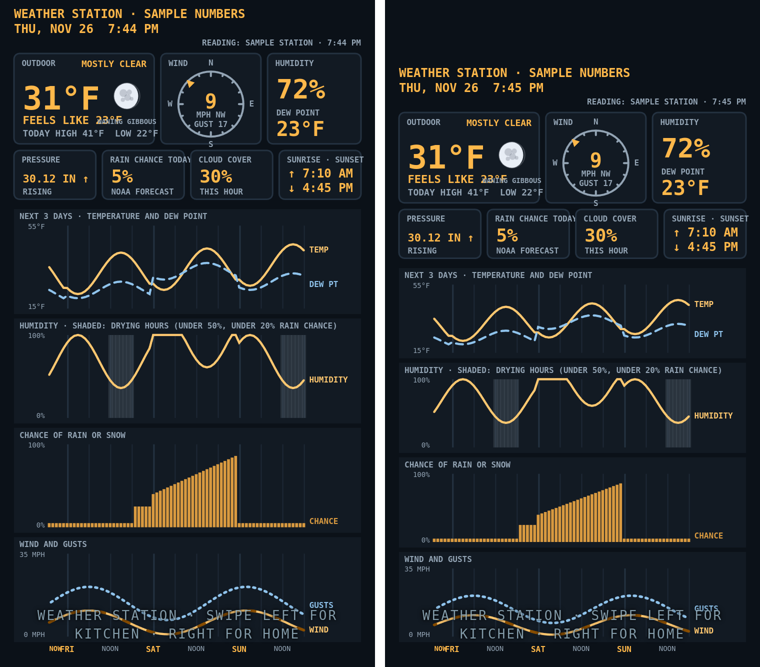 WEATHER STATION · SAMPLE NUMBERS
THU, NOV 26  7:44 PM
READING: SAMPLE STATION · 7:44 PM
OUTDOOR MOSTLY CLEAR
31°F
FEELS LIKE 22°F
GIBBOUS
TODAY HIGH 41°F  LOW 22°F
WIND
N
W E
S
9
MPH NW
GUST 17
HUMIDITY
72%
DEW POINT
23°F
PRESSURE
30.12 IN ↑
RISING
RAIN CHANCE TODAY
5%
NOAA FORECAST
CLOUD COVER
30%
THIS HOUR
SUNRISE · SUNSET
↑ 7:10 AM
↓ 4:45 PM
NEXT 3 DAYS · TEMPERATURE AND DEW POINT
55°F
TEMP
DEW PT
15°F
HUMIDITY · SHADED: DRYING HOURS (UNDER 50%, UNDER 20% RAIN CHANCE)
100%
HUMIDITY
0%
CHANCE OF RAIN OR SNOW
100%
CHANCE
0%
WIND AND GUSTS
35 MPH
GUSTS
WEATHER STATION · SWIPE LEFT FOR
KITCHEN · RIGHT FOR HOME
WIND
0 MPH
NOW FRI NOON SAT NOON SUN NOON
WEATHER STATION · SAMPLE NUMBERS
THU, NOV 26  7:45 PM
READING: SAMPLE STATION · 7:45 PM
OUTDOOR MOSTLY CLEAR
31°F
FEELS LIKE 22°F
GIBBOUS
TODAY HIGH 41°F  LOW 22°F
WIND
N
W E
S
9
MPH NW
GUST 17
HUMIDITY
72%
DEW POINT
23°F
PRESSURE
30.12 IN ↑
RISING
RAIN CHANCE TODAY
5%
NOAA FORECAST
CLOUD COVER
30%
THIS HOUR
SUNRISE · SUNSET
↑ 7:10 AM
↓ 4:45 PM
NEXT 3 DAYS · TEMPERATURE AND DEW POINT
55°F
TEMP
DEW PT
15°F
HUMIDITY · SHADED: DRYING HOURS (UNDER 50%, UNDER 20% RAIN CHANCE)
100%
HUMIDITY
0%
CHANCE OF RAIN OR SNOW
100%
CHANCE
0%
WIND AND GUSTS
35 MPH
GUSTS
WEATHER STATION · SWIPE LEFT FOR
KITCHEN · RIGHT FOR HOME
WIND
0 MPH
NOW FRI NOON SAT NOON SUN NOON